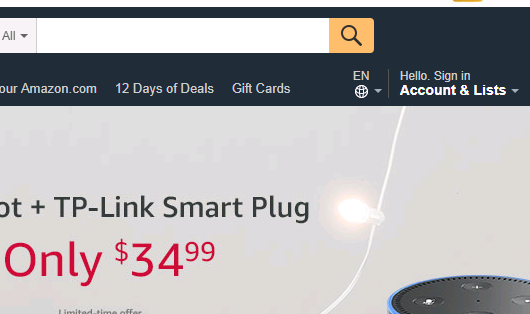 All
EN
Hello. Sign in
our Amazon.com 12 Days of Deals Gift Cards
Account & Lists
ot + TP-Link Smart Plug
Only $34.99
Limited-time offer